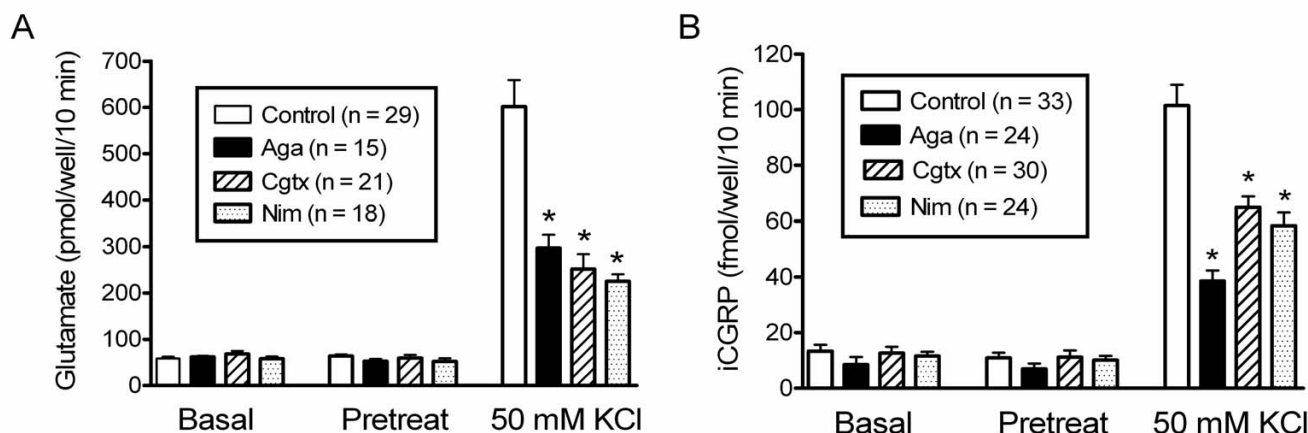 A
Glutamate (pmol/well/10 min)
700
600
500
400
300
200
100
0
Control (n = 29)
Aga (n = 15)
Cgtx (n = 21)
Nim (n = 18)
* * *
Basal Pretreat 50 mM KCl
B
iCGRP (fmol/well/10 min)
120
100
80
60
40
20
0
Control (n = 33)
Aga (n = 24)
Cgtx (n = 30)
Nim (n = 24)
* * *
Basal Pretreat 50 mM KCl